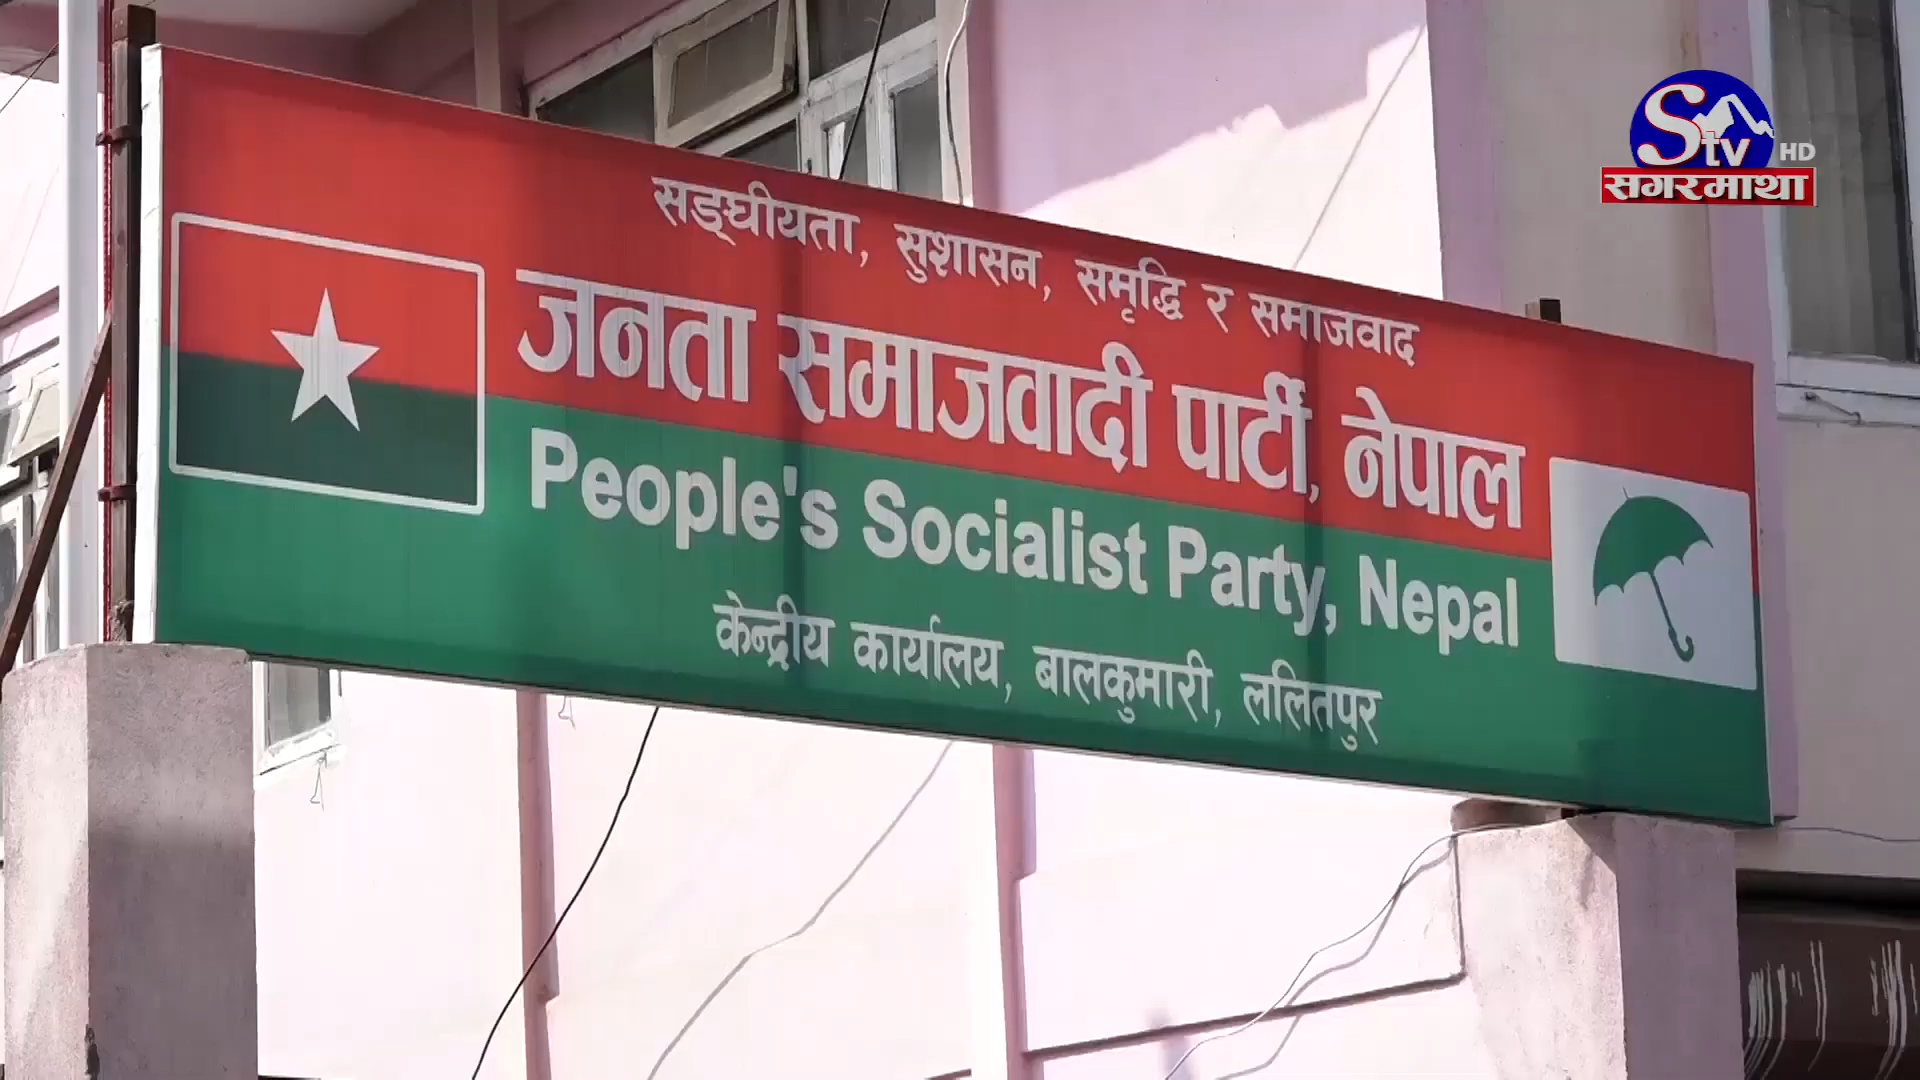 सङ्घीयता, सुशासन, समृद्धि र समाजवाद
जनता समाजवादी पार्टी, नेपाल
People's Socialist Party, Nepal
केन्द्रीय कार्यालय, बालकुमारी, ललितपुर
Stv HD
सगरमाथा